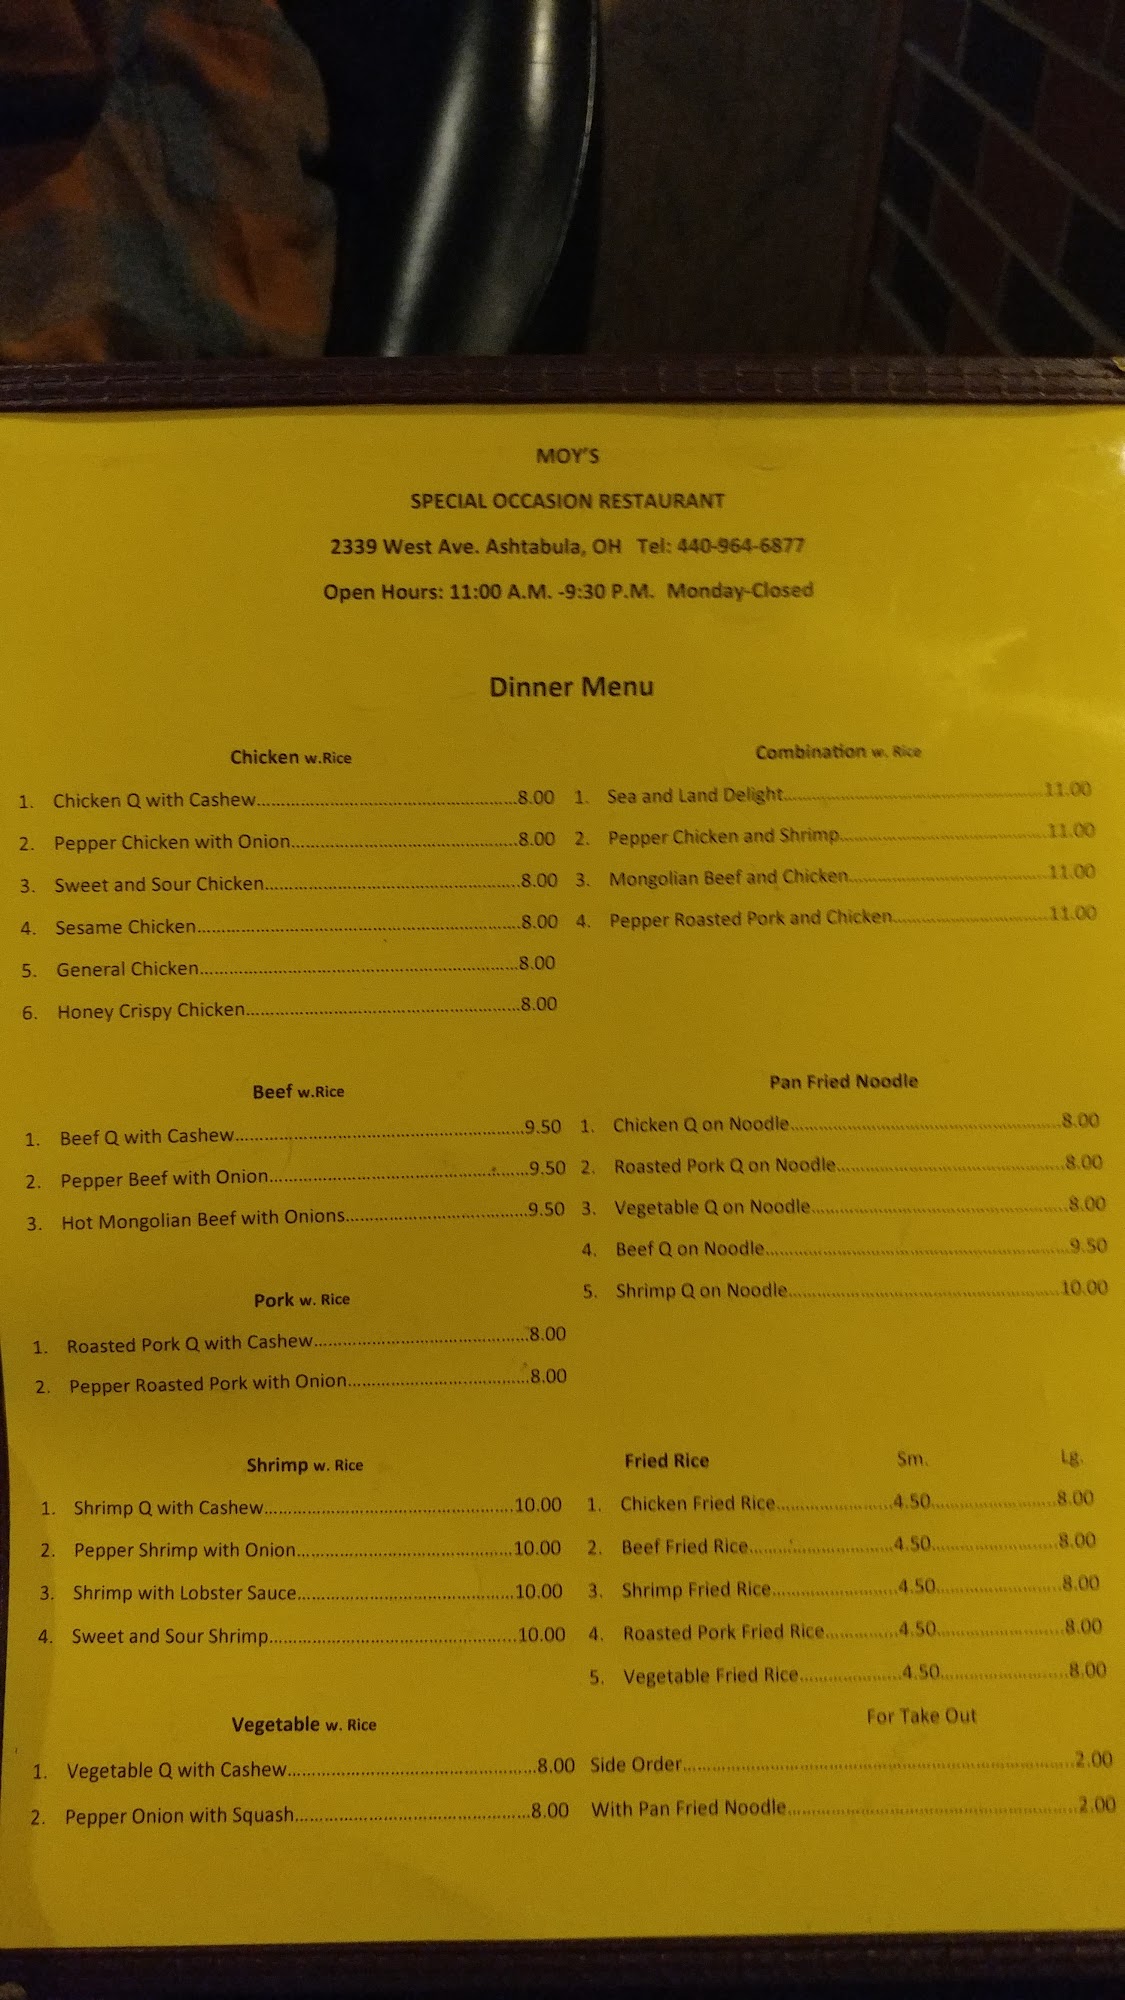 MOY'S
SPECIAL OCCASION RESTAURANT
2339 West Ave. Ashtabula, OH Tel: 440-964-6877
Open Hours: 11:00 A.M. -9:30 P.M. Monday-Closed
Dinner Menu
Chicken w.Rice
1. Chicken Q with Cashew 8.00
2. Pepper Chicken with Onion 8.00
3. Sweet and Sour Chicken 8.00
4. Sesame Chicken 8.00
5. General Chicken 8.00
6. Honey Crispy Chicken 8.00
Beef w.Rice
1. Beef Q with Cashew 9.50
2. Pepper Beef with Onion 9.50
3. Hot Mongolian Beef with Onions 9.50
Pork w. Rice
1. Roasted Pork Q with Cashew 8.00
2. Pepper Roasted Pork with Onion 8.00
Shrimp w. Rice
1. Shrimp Q with Cashew 10.00
2. Pepper Shrimp with Onion 10.00
3. Shrimp with Lobster Sauce 10.00
4. Sweet and Sour Shrimp 10.00
Vegetable w. Rice
1. Vegetable Q with Cashew 8.00
2. Pepper Onion with Squash 8.00
Combination w. Rice
1. Sea and Land Delight 11.00
2. Pepper Chicken and Shrimp 11.00
3. Mongolian Beef and Chicken 11.00
4. Pepper Roasted Pork and Chicken 11.00
Pan Fried Noodle
1. Chicken Q on Noodle 8.00
2. Roasted Pork Q on Noodle 8.00
3. Vegetable Q on Noodle 8.00
4. Beef Q on Noodle 9.50
5. Shrimp Q on Noodle 10.00
Fried Rice Sm. Lg.
1. Chicken Fried Rice 4.50 8.00
2. Beef Fried Rice 4.50 8.00
3. Shrimp Fried Rice 4.50 8.00
4. Roasted Pork Fried Rice 4.50 8.00
5. Vegetable Fried Rice 4.50 8.00
For Take Out
Side Order 2.00
With Pan Fried Noodle 2.00